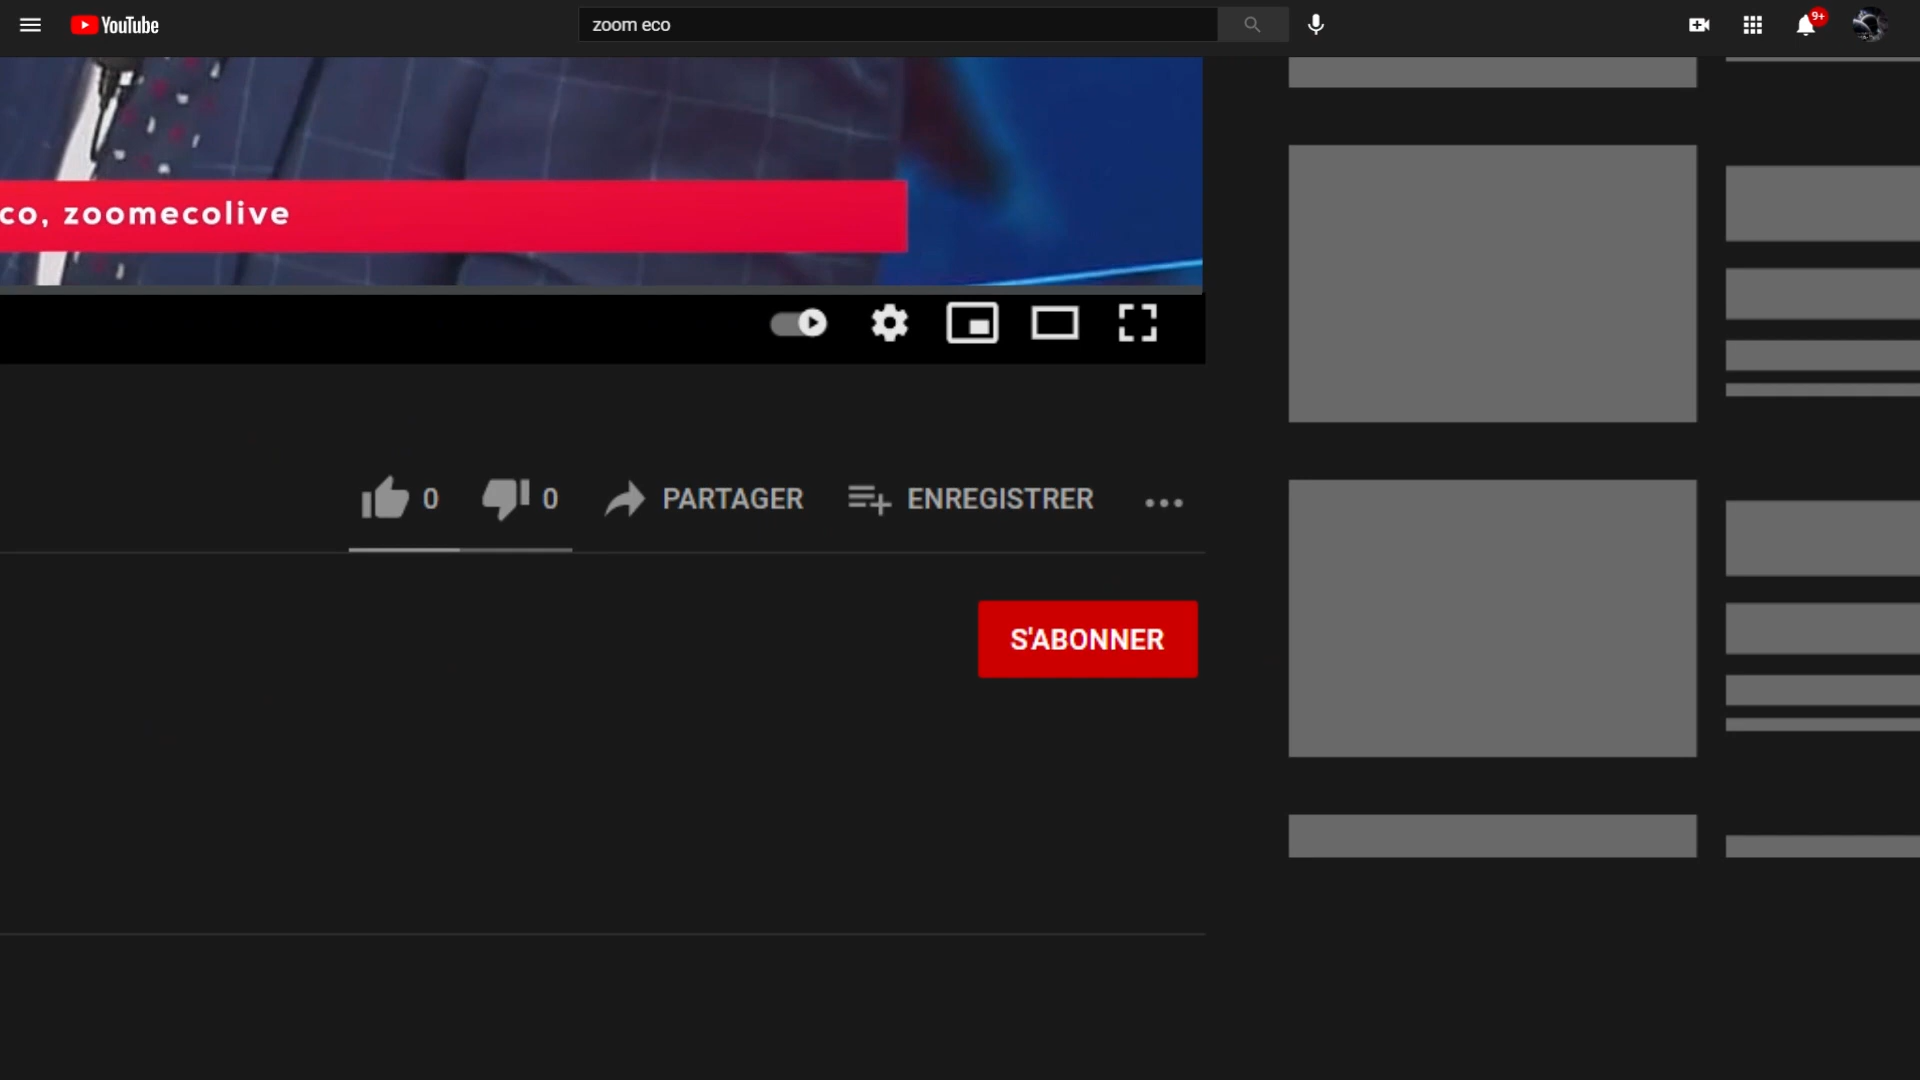 YouTube
zoom eco
9+
co, zoomecolive
0
0
PARTAGER
ENREGISTRER
S'ABONNER